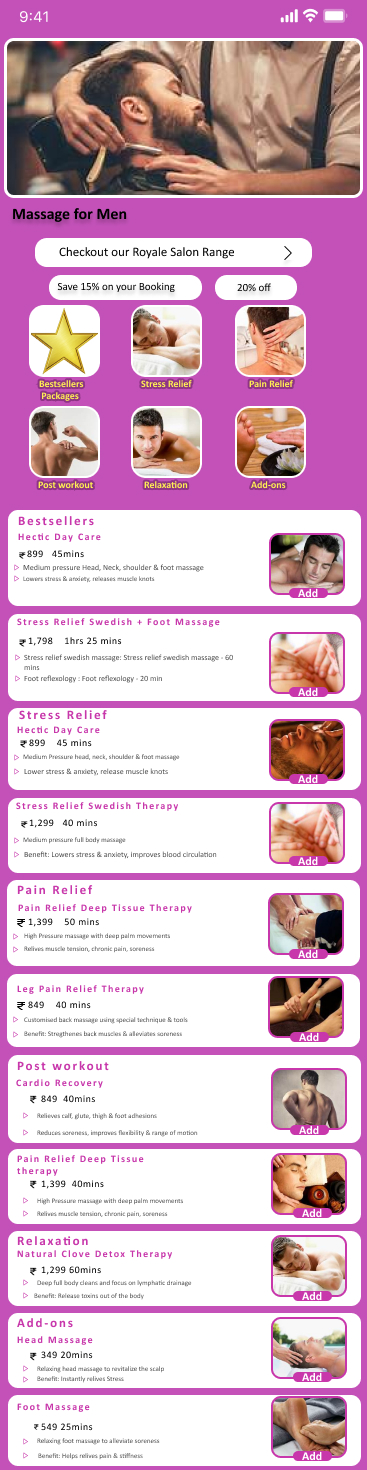 9:41
Massage for Men
Checkout our Royale Salon Range
Save 15% on your Booking
20% off
Bestsellers
Packages
Stress Relief
Pain Relief
Post workout
Relaxation
Add-ons
Bestsellers
Hectic Day Care
₹ 899 45mins
Medium pressure Head, Neck, shoulder & foot massage
Lowers stress & anxiety, releases muscle knots
Add
Stress Relief Swedish + Foot Massage
₹ 1,798 1hrs 25 mins
Stress relief swedish massage: Stress relief swedish massage - 60
mins
Foot reflexology : Foot reflexology - 20 min
Add
Stress Relief
Hectic Day Care
₹ 899 45 mins
Medium Pressure head, neck, shoulder & foot massage
Lower stress & anxiety, release muscle knots
Add
Stress Relief Swedish Therapy
₹ 1,299 40 mins
Medium pressure full body massage
Benefit: Lowers stress & anxiety, improves blood circulation
Add
Pain Relief
Pain Relief Deep Tissue Therapy
₹ 1,399 50 mins
High Pressure massage with deep palm movements
Relives muscle tension, chronic pain, soreness
Add
Leg Pain Relief Therapy
₹ 849 40 mins
Customised back massage using special technique & tools
Benefit: Stregthenes back muscles & alleviates soreness
Add
Post workout
Cardio Recovery
₹ 849 40mins
Relieves calf, glute, thigh & foot adhesions
Reduces soreness, improves flexibility & range of motion
Add
Pain Relief Deep Tissue
therapy
₹ 1,399 40mins
High Pressure massage with deep palm movements
Relives muscle tension, chronic pain, soreness
Add
Relaxation
Natural Clove Detox Therapy
₹ 1,299 60mins
Deep full body cleans and focus on lymphatic drainage
Benefit: Release toxins out of the body
Add
Add-ons
Head Massage
₹ 349 20mins
Relaxing head massage to revitalize the scalp
Benefit: Instantly relives Stress
Add
Foot Massage
₹ 549 25mins
Relaxing foot massage to alleviate soreness
Benefit: Helps relives pain & stiffness
Add